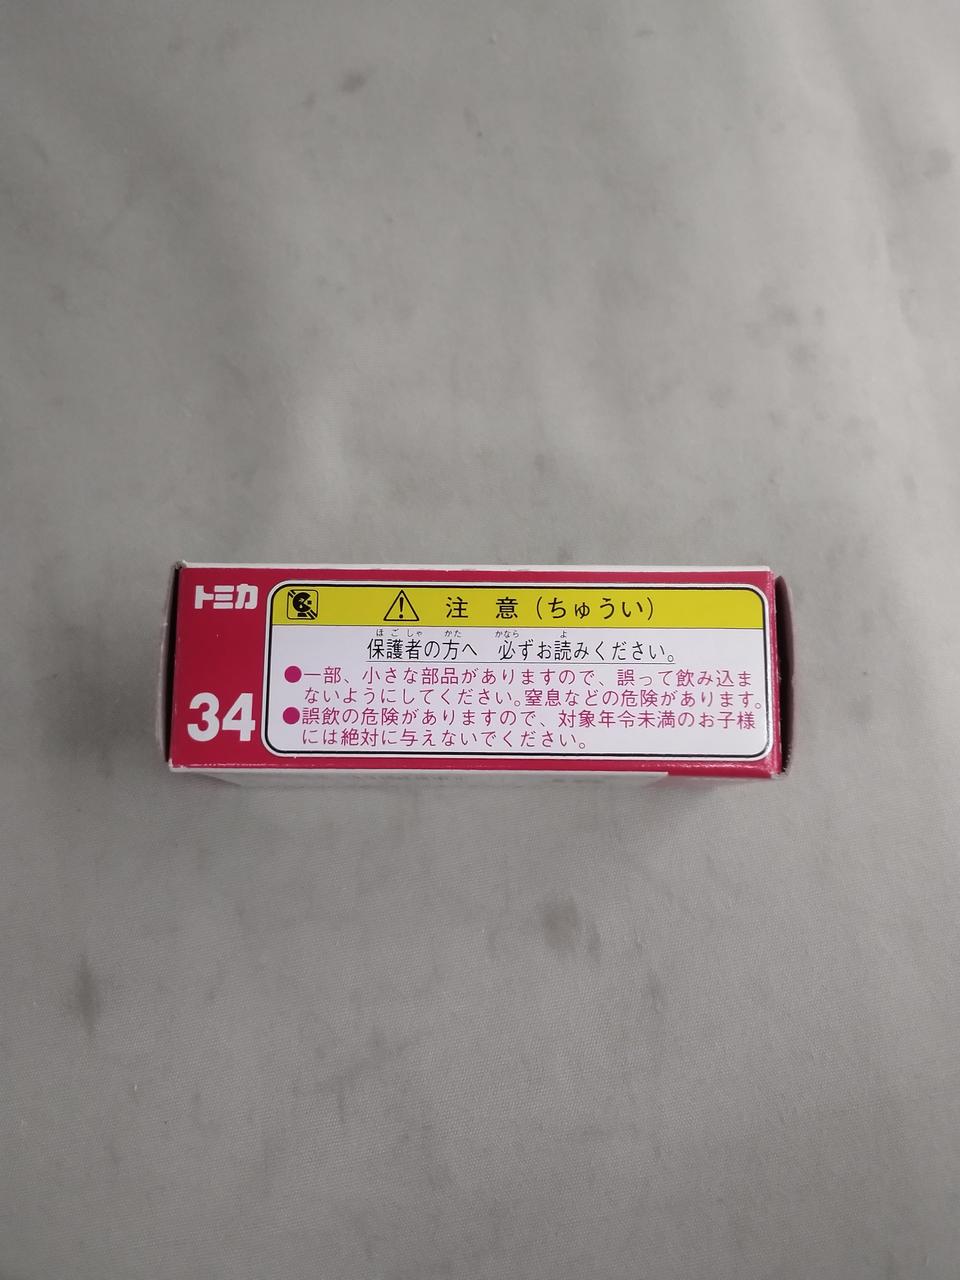 トミカ
34
注 意(ちゅうい)
ほごしゃ かた かなら よ
保護者の方へ 必ずお読みください。
●一部、小さな部品がありますので、誤って飲み込ま
ないようにしてください。窒息などの危険があります。
●誤飲の危険がありますので、対象年令未満のお子様
には絶対に与えないでください。